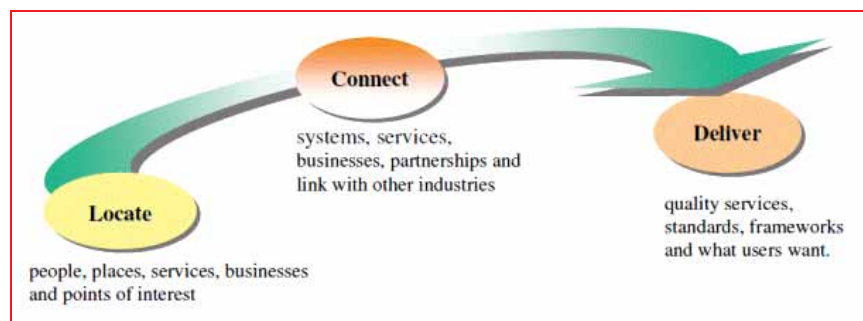 Locate
people, places, services, businesses
and points of interest
Connect
systems, services,
businesses, partnerships and
link with other industries
Deliver
quality services,
standards, frameworks
and what users want.